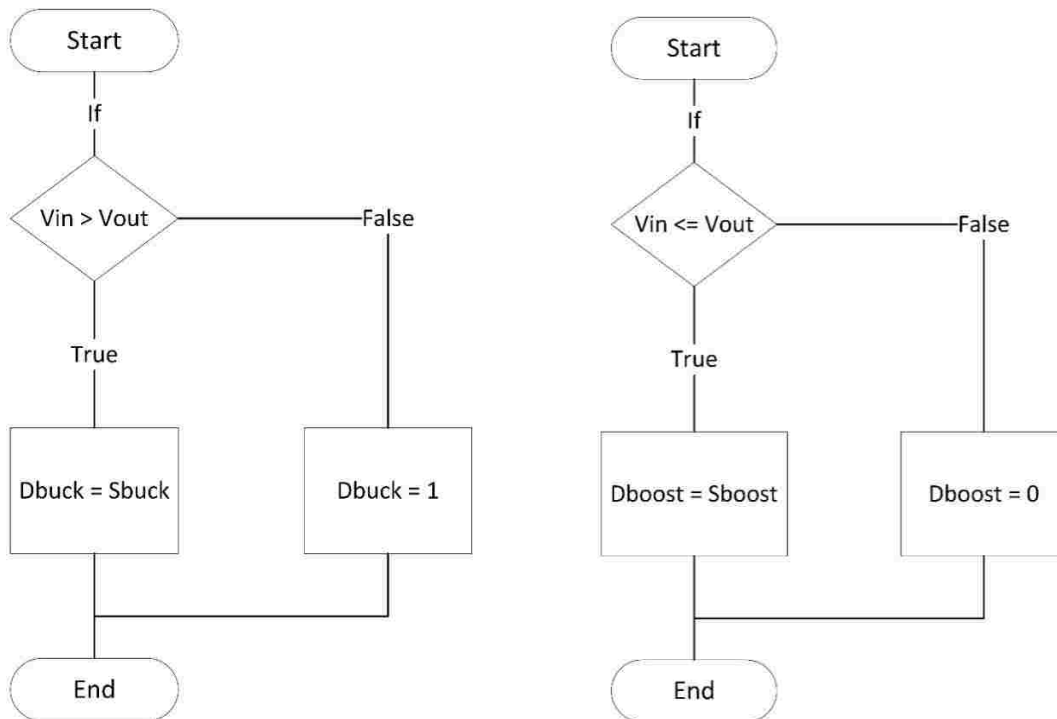 Start
If
Vin > Vout
False
True
Dbuck = Sbuck
Dbuck = 1
End
Start
If
Vin <= Vout
False
True
Dboost = Sboost
Dboost = 0
End